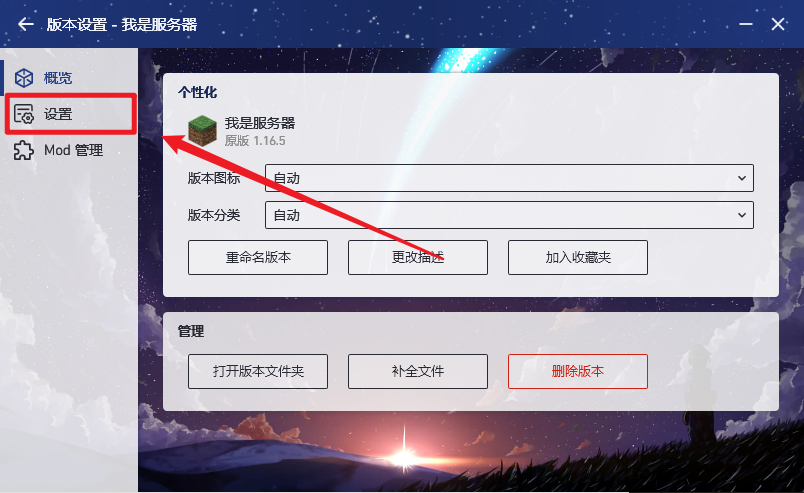 版本设置 - 我是服务器
概览
设置
Mod 管理
个性化
我是服务器
原版 1.16.5
版本图标 自动
版本分类 自动
重命名版本 更改描述 加入收藏夹
管理
打开版本文件夹 补全文件 删除版本